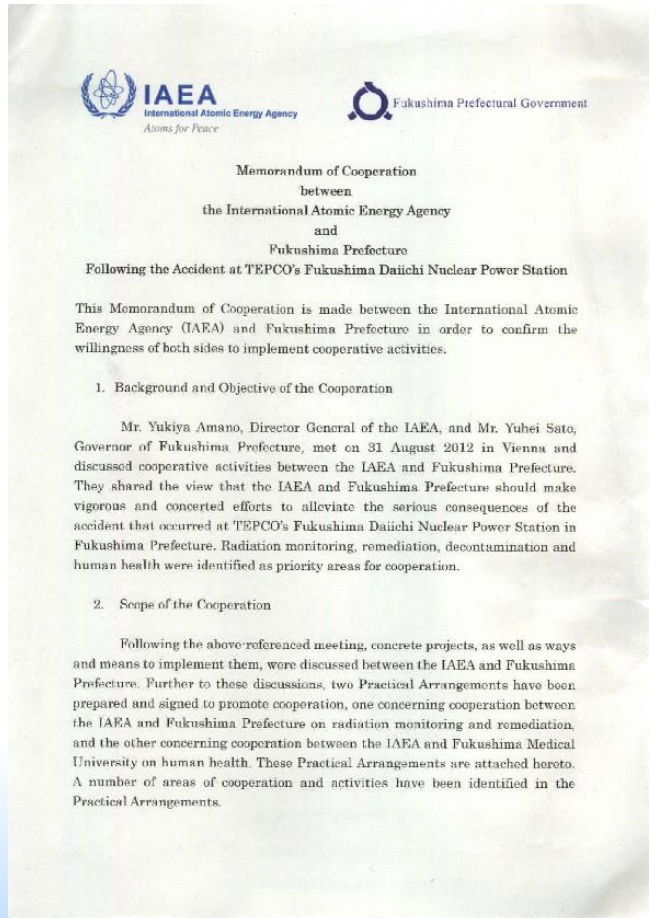 IAEA
International Atomic Energy Agency
Atoms for Peace
Fukushima Prefectural Government
Memorandum of Cooperation
between
the International Atomic Energy Agency
and
Fukushima Prefecture
Following the Accident at TEPCO's Fukushima Daiichi Nuclear Power Station
This Memorandum of Cooperation is made between the International Atomic
Energy Agency (IAEA) and Fukushima Prefecture in order to confirm the
willingness of both sides to implement cooperative activities.
1. Background and Objective of the Cooperation
Mr. Yukiya Amano, Director General of the IAEA, and Mr. Yuhei Sato,
Governor of Fukushima Prefecture, met on 31 August 2012 in Vienna and
discussed cooperative activities between the IAEA and Fukushima Prefecture.
They shared the view that the IAEA and Fukushima Prefecture should make
vigorous and concerted efforts to alleviate the serious consequences of the
accident that occurred at TEPCO's Fukushima Daiichi Nuclear Power Station in
Fukushima Prefecture. Radiation monitoring, remediation, decontamination and
human health were identified as priority areas for cooperation.
2. Scope of the Cooperation
Following the above-referenced meeting, concrete projects, as well as ways
and means to implement them, were discussed between the IAEA and Fukushima
Prefecture. Further to these discussions, two Practical Arrangements have been
prepared and signed to promote cooperation, one concerning cooperation between
the IAEA and Fukushima Prefecture on radiation monitoring and remediation,
and the other concerning cooperation between the IAEA and Fukushima Medical
University on human health. These Practical Arrangements are attached hereto.
A number of areas of cooperation and activities have been identified in the
Practical Arrangements.